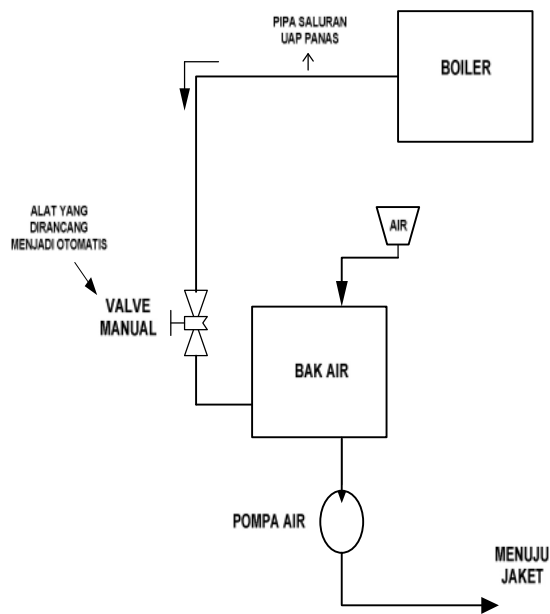 PIPA SALURAN
UAP PANAS
BOILER
AIR
ALAT YANG
DIRANCANG
MENJADI OTOMATIS
VALVE
MANUAL
BAK AIR
POMPA AIR
MENUJU
JAKET